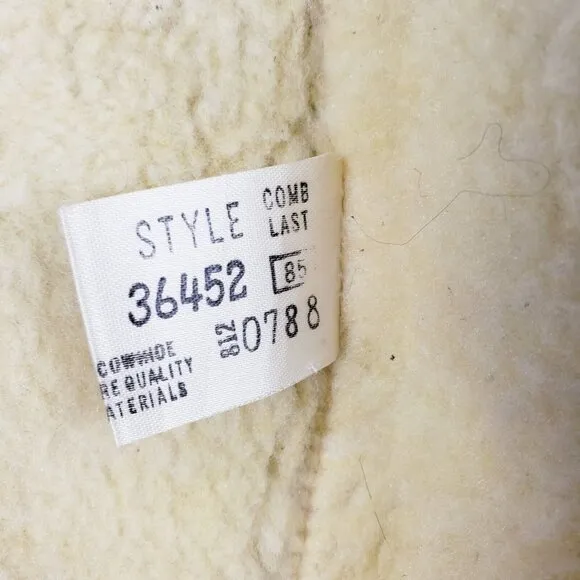 STYLE COMB LAST
36452 85
812 0788
COWHIDE
RE QUALITY
ATERIALS